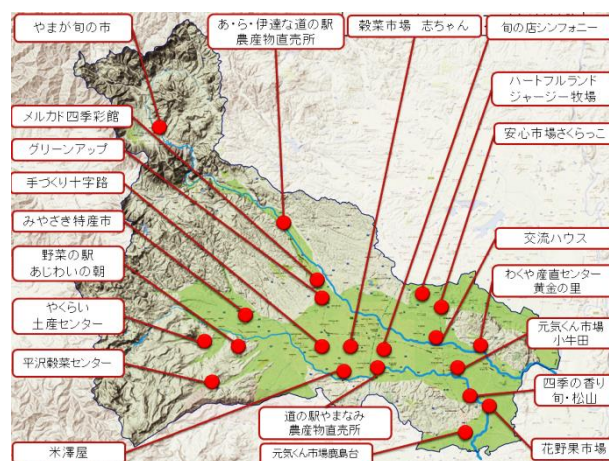 やまが旬の市
あ・ら・伊達な道の駅
農産物直売所
穀菜市場 志ちゃん
旬の店シンフォニー
ハートフルランド
ジャージー牧場
メルカド四季彩館
グリーンアップ
安心市場さくらっこ
手づくり十字路
みやざき特産市
交流ハウス
野菜の駅
あじわいの朝
わくや産直センター
黄金の里
やくらい
土産センター
元気くん市場
小牛田
平沢穀菜センター
四季の香り
旬・松山
道の駅やまなみ
農産物直売所
米澤屋
元気くん市場鹿島台
花野果市場